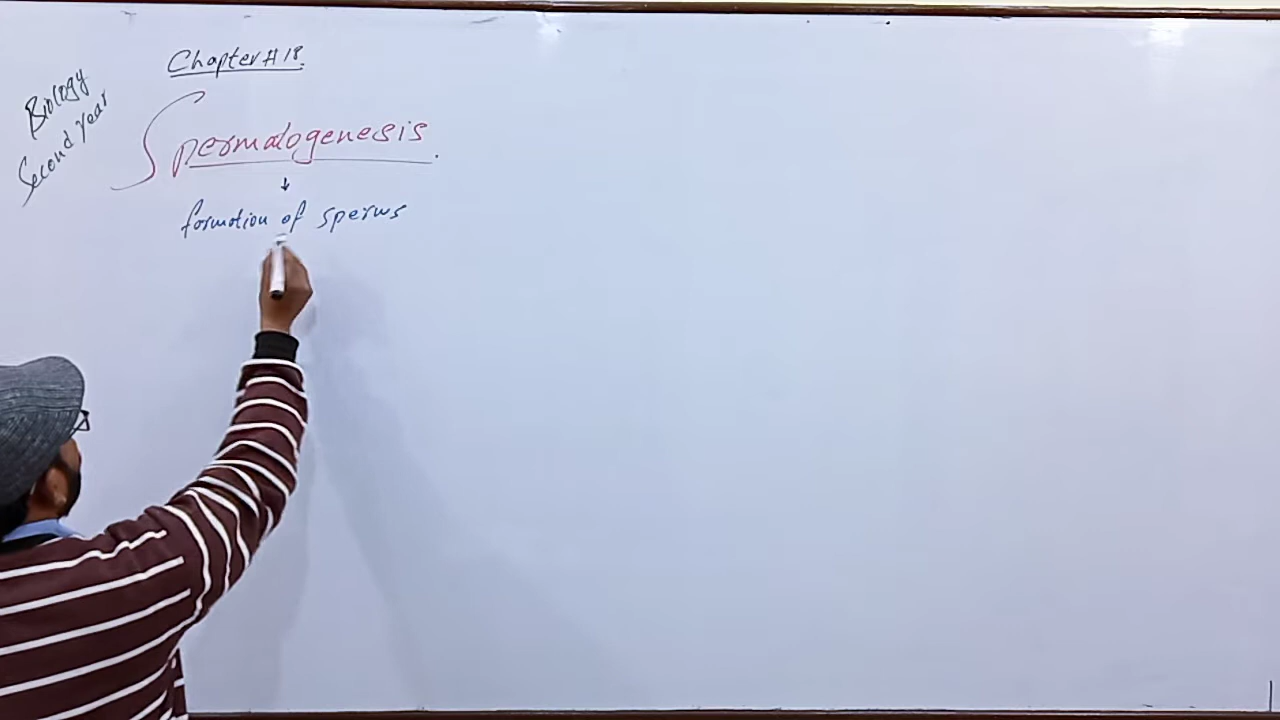 Chapter # 18.
Biology
Second year
Spermatogenesis.
↓
formation of sperms